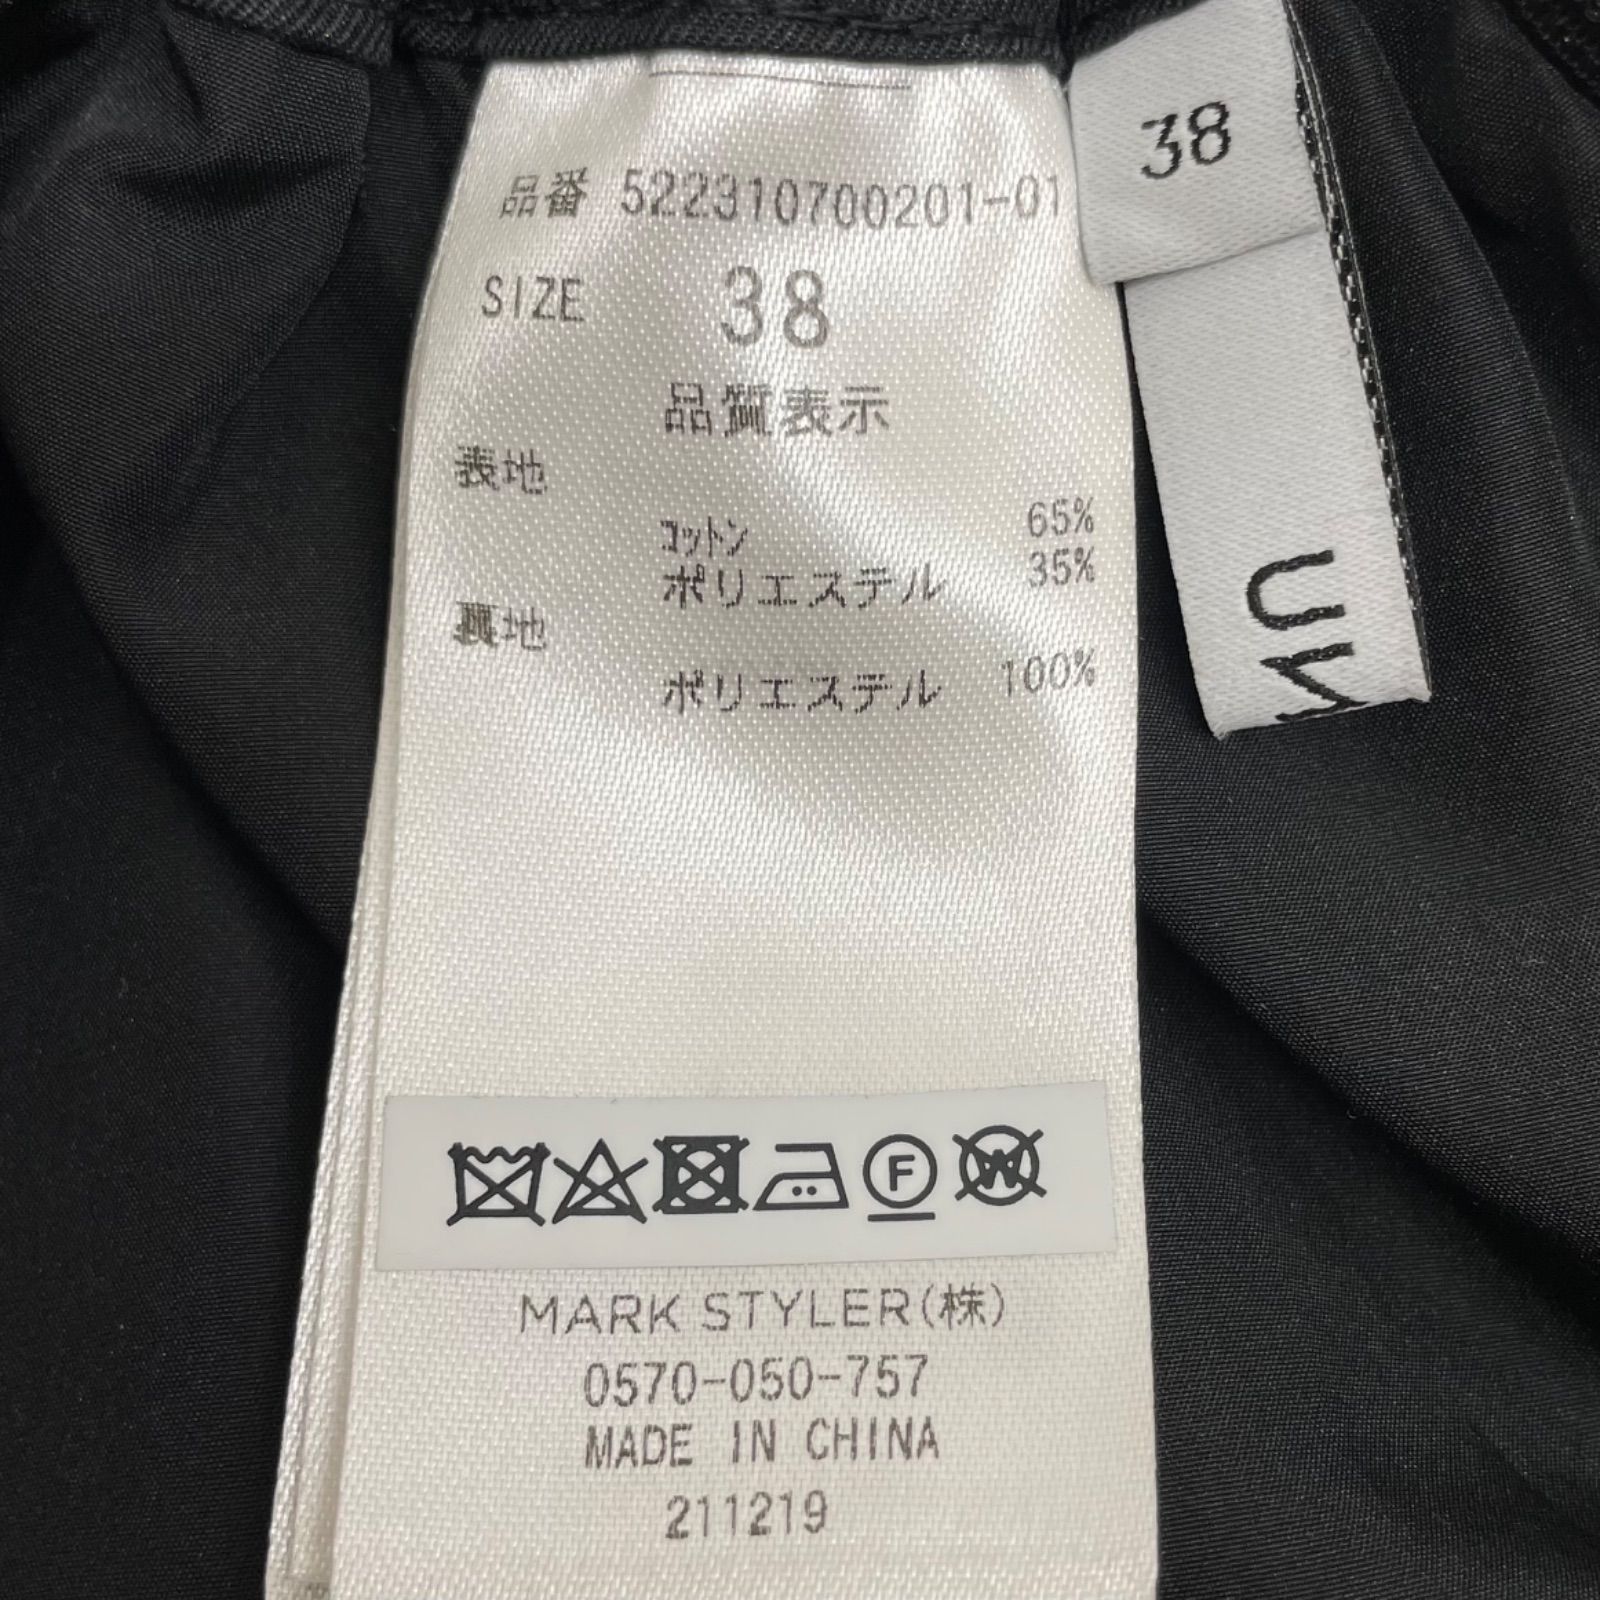 38
品番 522310700201-01
SIZE 38
品質表示
表地
コットン 65%
ポリエステル 35%
裏地
ポリエステル 100%
F
W
MARK STYLER(株)
0570-050-757
MADE IN CHINA
211219